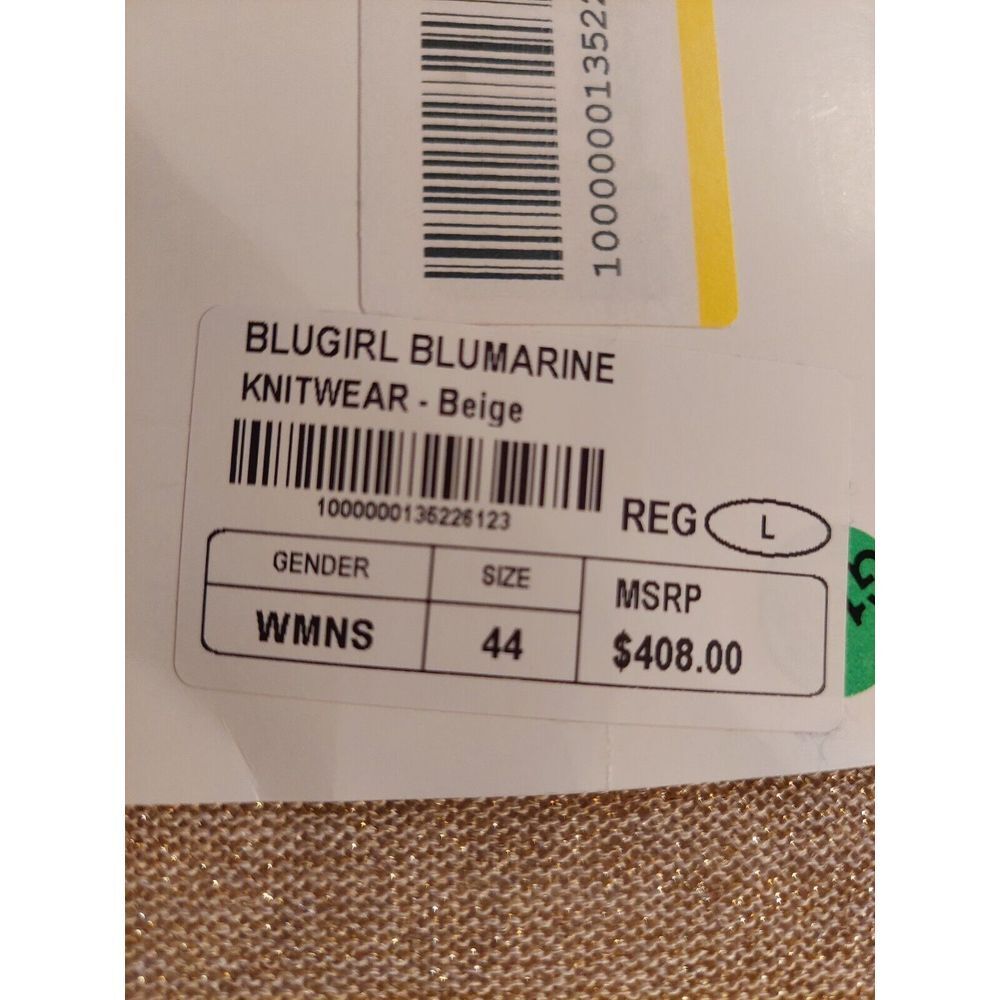 10000001352
BLUGIRL BLUMARINE
KNITWEAR - Beige
1000000135226123
REG L
GENDER SIZE MSRP
WMNS 44 $408.00